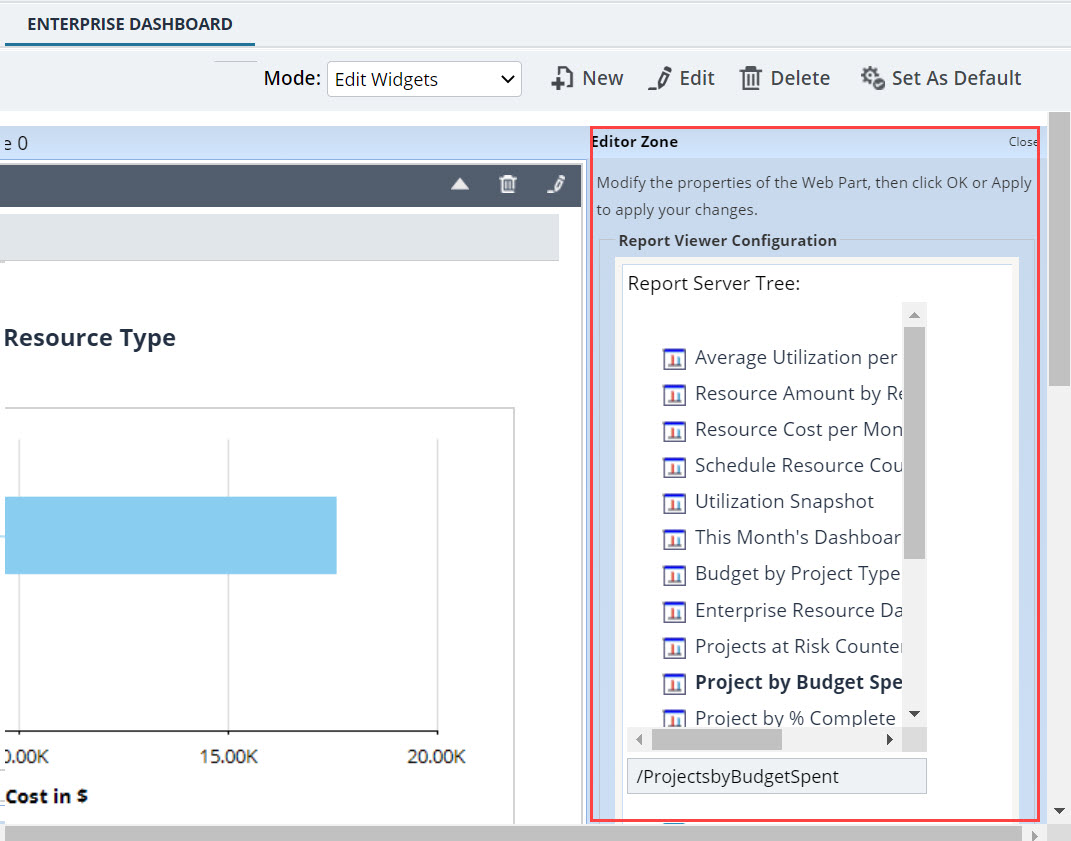 ENTERPRISE DASHBOARD
Mode: Edit Widgets New Edit Delete Set As Default
e 0
Editor Zone Close
Modify the properties of the Web Part, then click OK or Apply
to apply your changes.
Report Viewer Configuration
Report Server Tree:
Resource Type
Average Utilization per
Resource Amount by Re
Resource Cost per Mon
Schedule Resource Cou
Utilization Snapshot
This Month's Dashboar
Budget by Project Type
Enterprise Resource Da
Projects at Risk Counter
Project by Budget Spe
Project by % Complete
0.00K 15.00K 20.00K
Cost in $
/ProjectsbyBudgetSpent